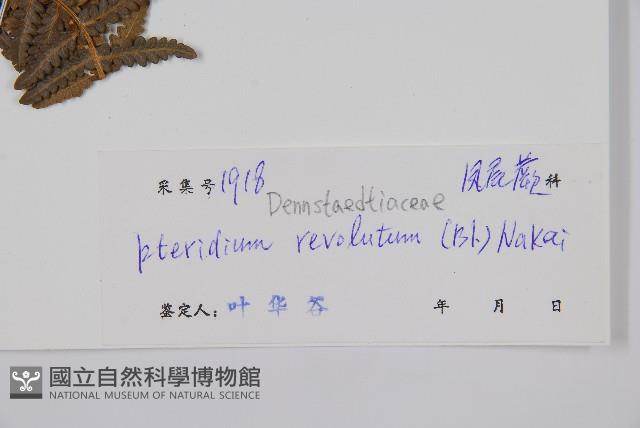 采集号 1918 凤尾蕨科
Dennstaedtiaceae
pteridium revolutum (Bl.) Nakai
鉴定人：叶华谷 年 月 日
國立自然科學博物館
NATIONAL MUSEUM OF NATURAL SCIENCE